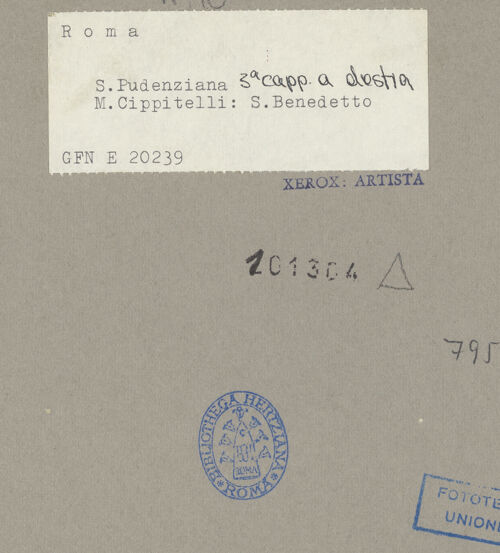 Roma
S.Pudenziana 3ª capp. a destra
M.Cippitelli: S.Benedetto
GFN E 20239
XEROX: ARTISTA
101304
795
BIBLIOTHECA HERTZIANA
ROMA
FOTOTE
UNIONE